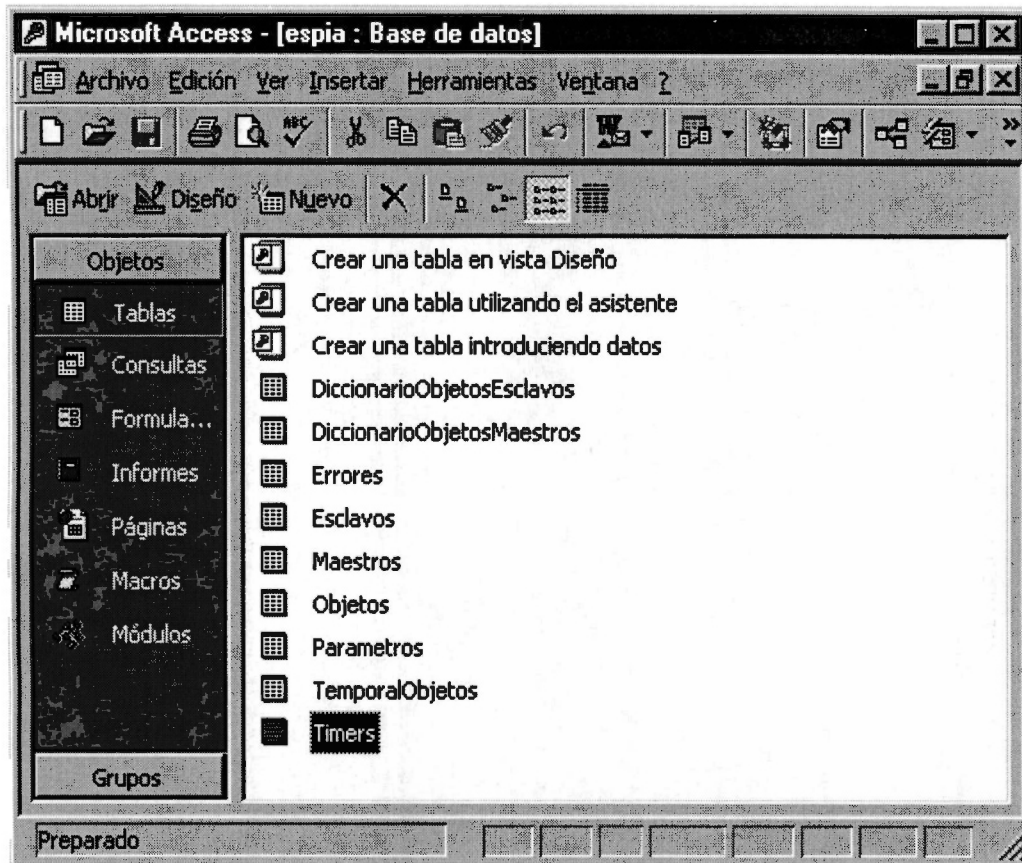 Microsoft Access - [espia : Base de datos]
Archivo Edición Ver Insertar Herramientas Ventana ?
Abrir Diseño Nuevo
Objetos
Tablas
Consultas
Formula...
Informes
Páginas
Macros
Módulos
Grupos
Crear una tabla en vista Diseño
Crear una tabla utilizando el asistente
Crear una tabla introduciendo datos
DiccionarioObjetosEsclavos
DiccionarioObjetosMaestros
Errores
Esclavos
Maestros
Objetos
Parametros
TemporalObjetos
Timers
Preparado